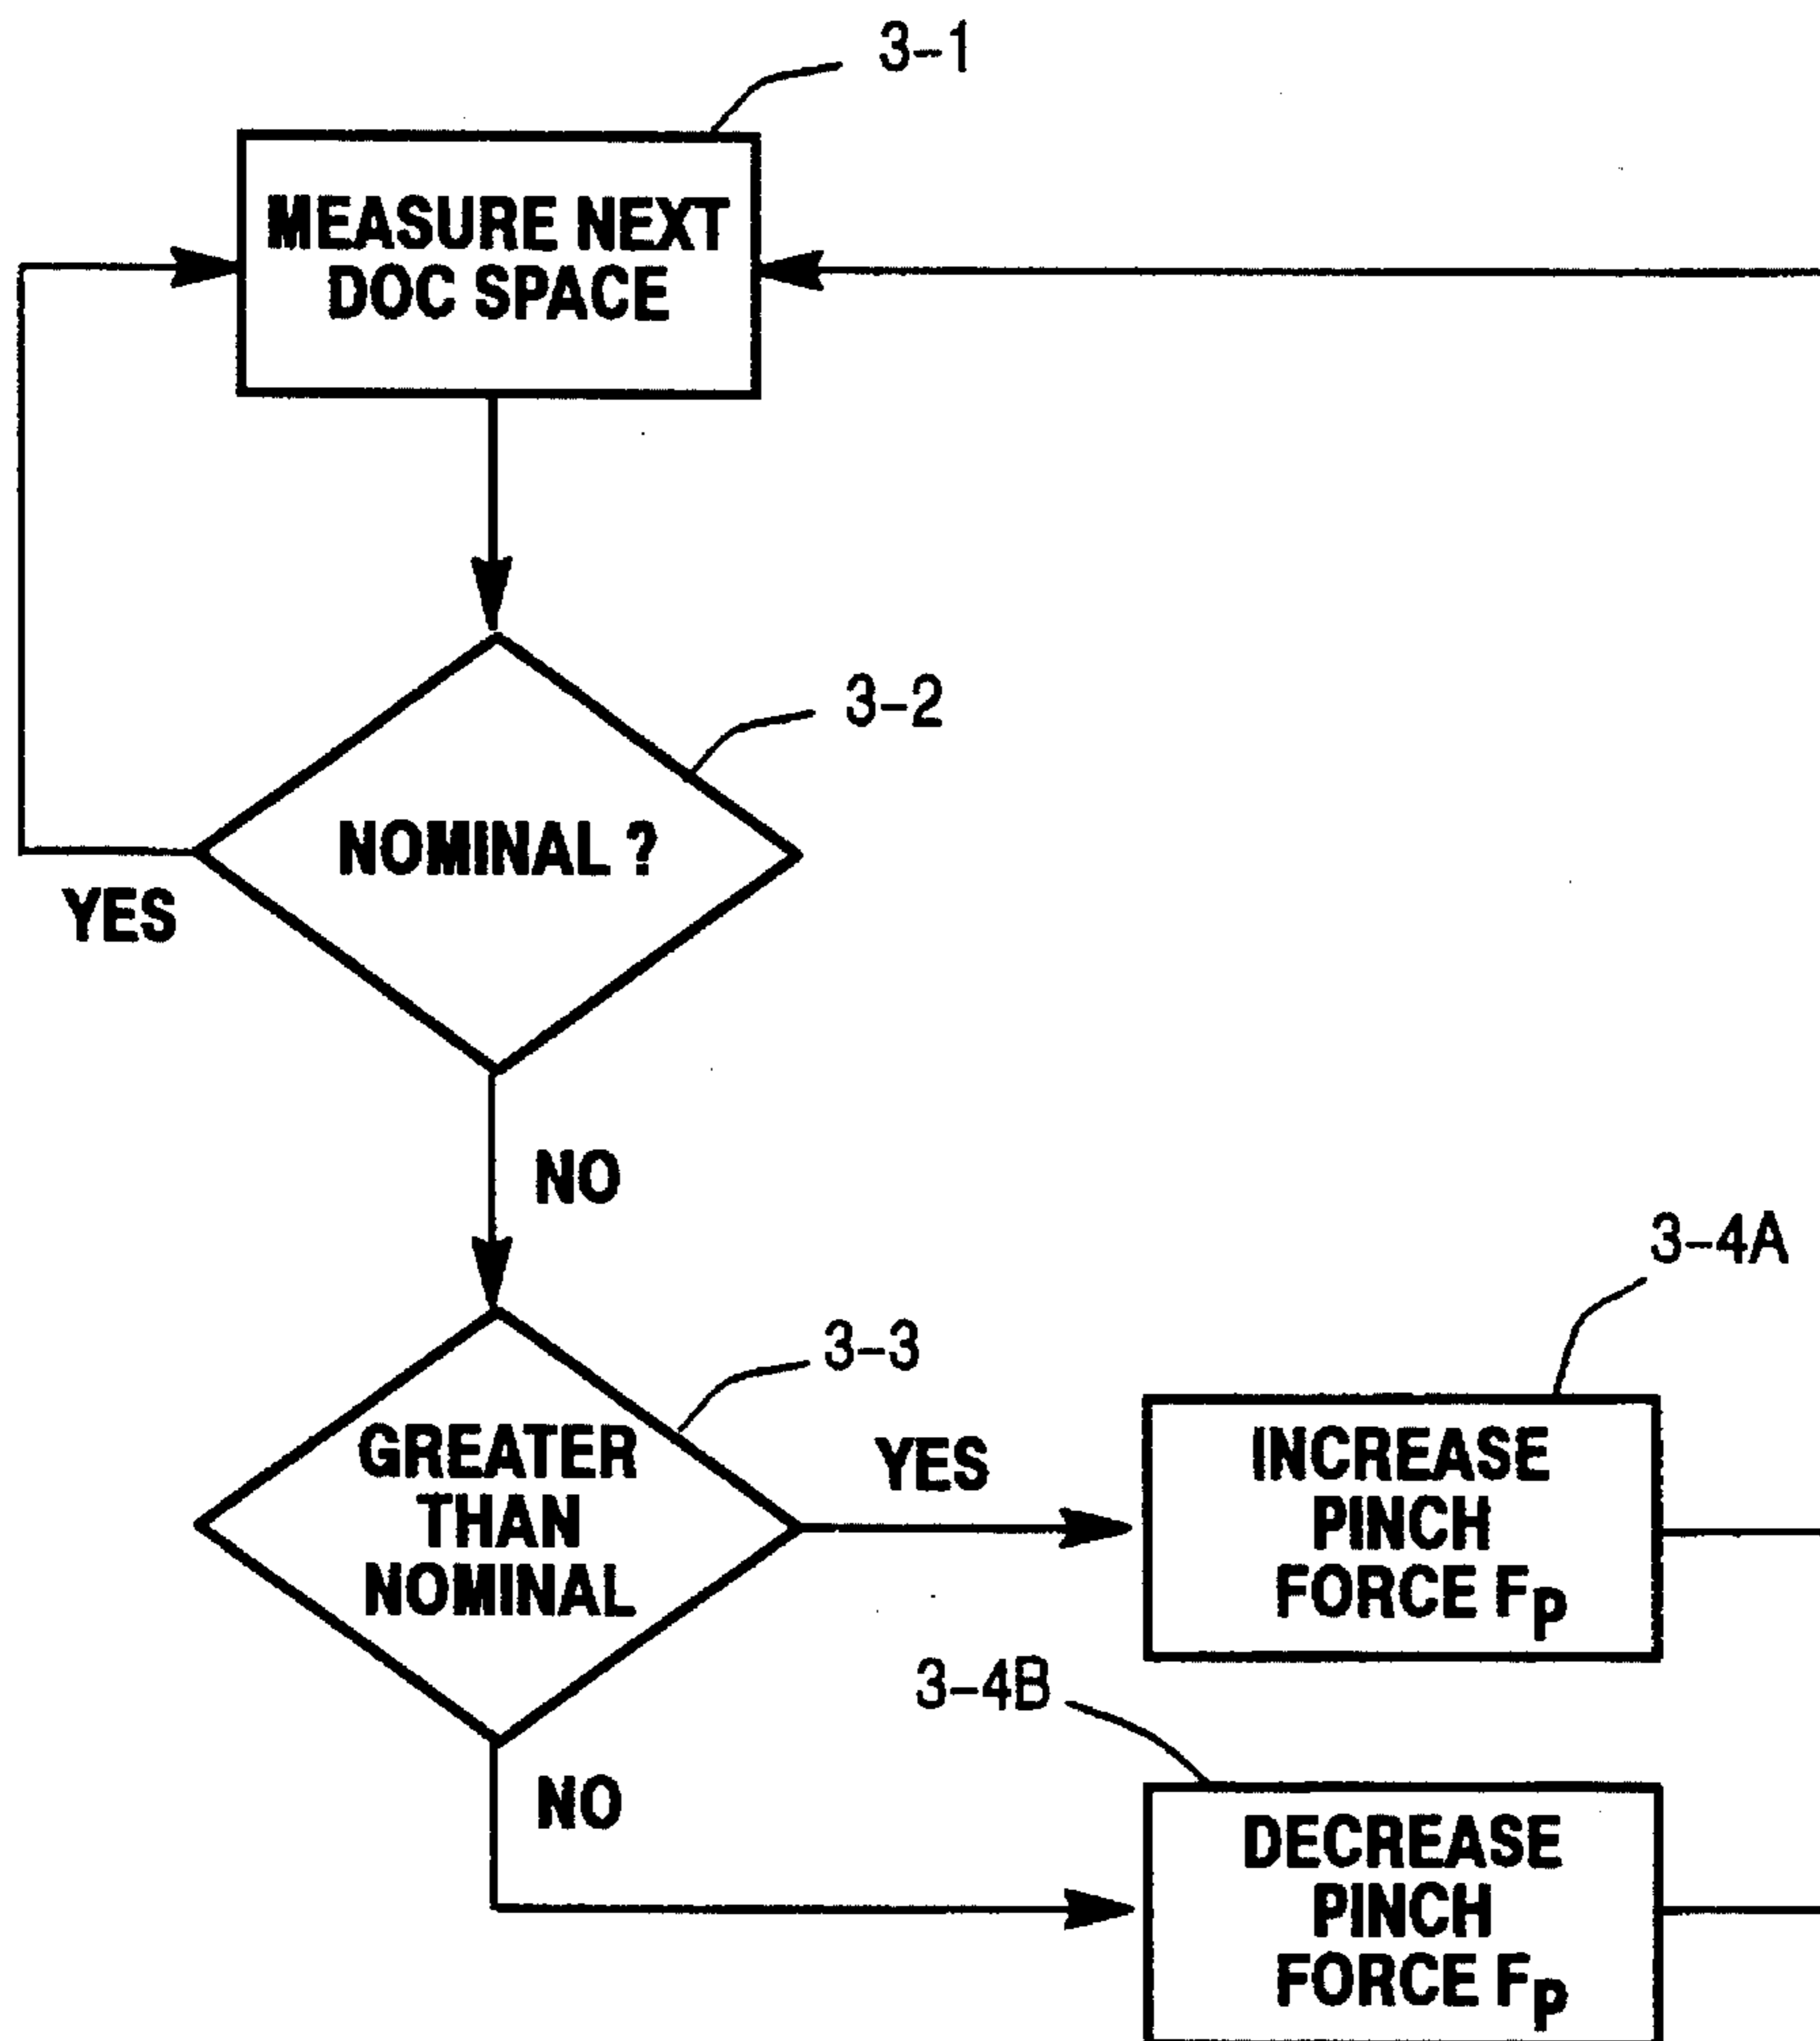 3-1
MEASURE NEXT
DOC SPACE
3-2
NOMINAL ?
YES
NO
3-4A
3-3
GREATER
THAN
NOMINAL
YES
INCREASE
PINCH
FORCE Fp
3-4B
NO
DECREASE
PINCH
FORCE Fp